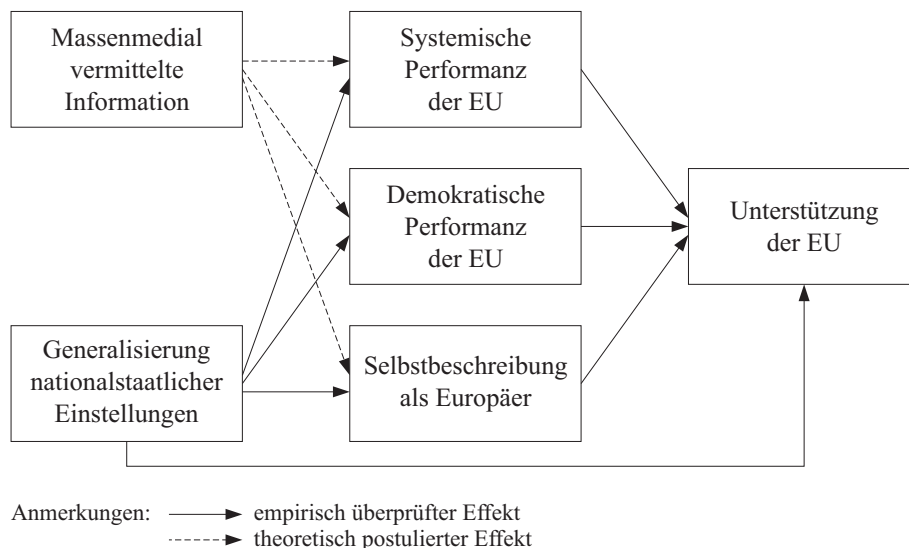 Massenmedial
vermittelte
Information
Systemische
Performanz
der EU
Demokratische
Performanz
der EU
Unterstützung
der EU
Generalisierung
nationalstaatlicher
Einstellungen
Selbstbeschreibung
als Europäer
Anmerkungen: empirisch überprüfter Effekt
theoretisch postulierter Effekt